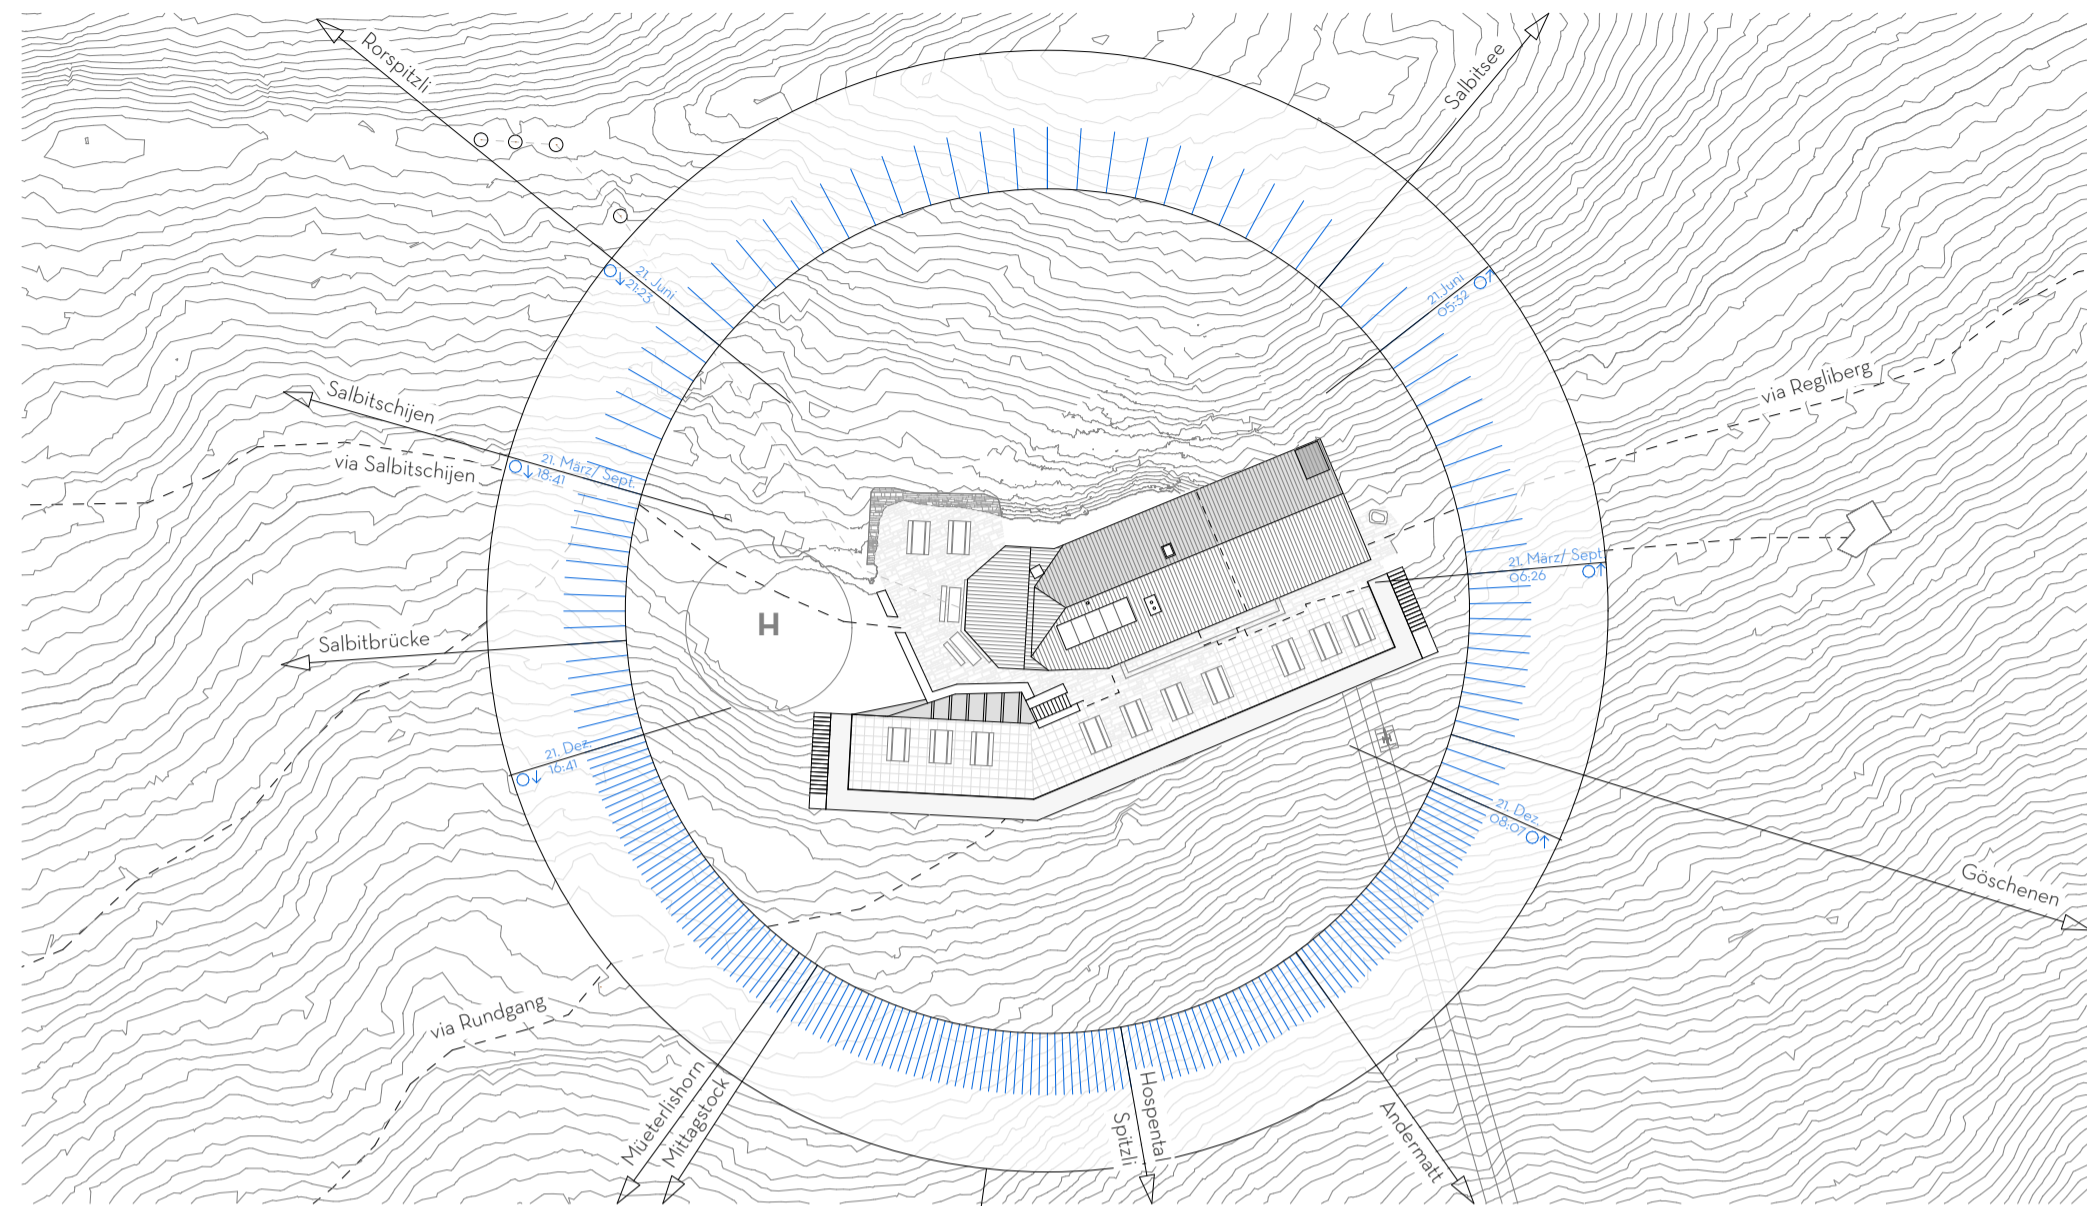 Rorspitzli
Salbitsee
21. Juni
21:23
21. Juni
05:32
Salbitschijen
via Salbitschijen
21. März/ Sept.
18:41
via Regliberg
21. März/ Sept.
06:26
H
Salbitbrücke
21. Dez.
16:41
21. Dez.
08:07
H
Göschenen
via Rundgang
Müeterlishorn
Mittagstock
Hospental
Spitzli
Andermatt